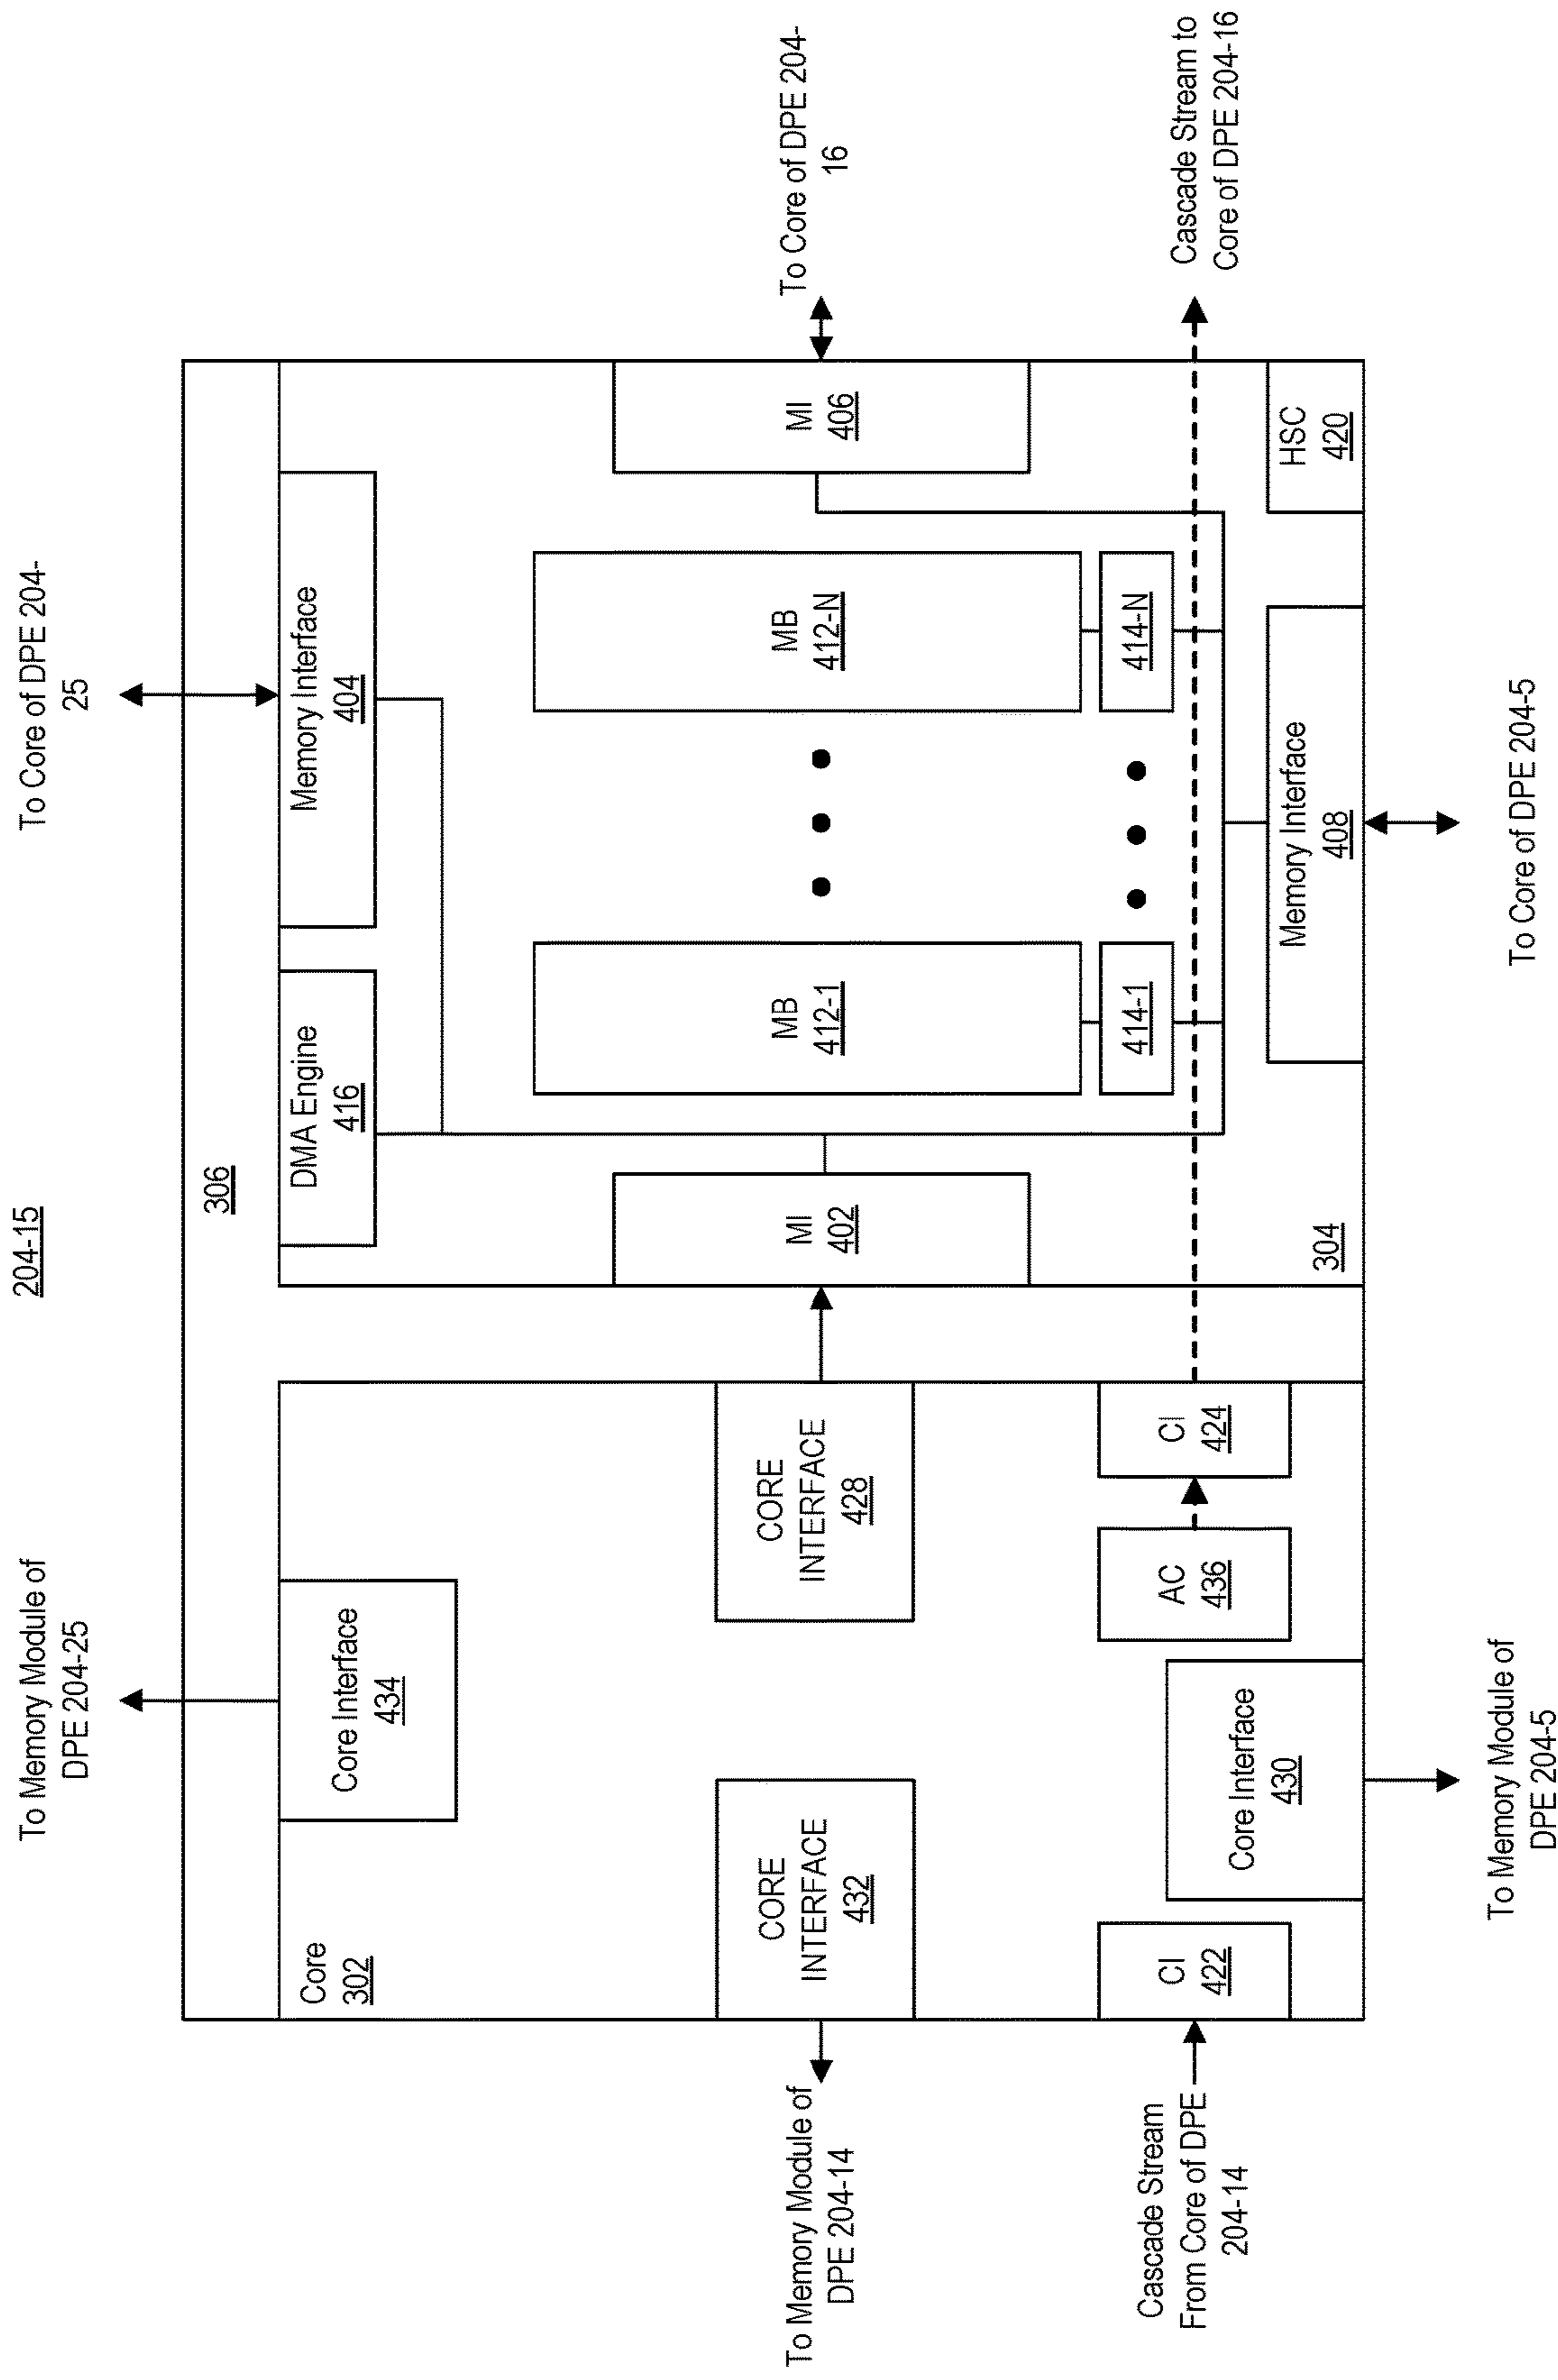 204-15
To Memory Module of
DPE 204-25
To Core of DPE 204-
25
306
Core
302
Core Interface
434
DMA Engine
416
Memory Interface
404
To Memory Module of
DPE 204-14
CORE
INTERFACE
432
CORE
INTERFACE
428
MI
402
MB
412-1
MB
412-N
MI
406
To Core of DPE 204-
16
Cascade Stream
From Core of DPE
204-14
CI
422
AC
436
CI
424
414-1
414-N
Cascade Stream to
Core of DPE 204-16
Core Interface
430
304
Memory Interface
408
HSC
420
To Memory Module of
DPE 204-5
To Core of DPE 204-5